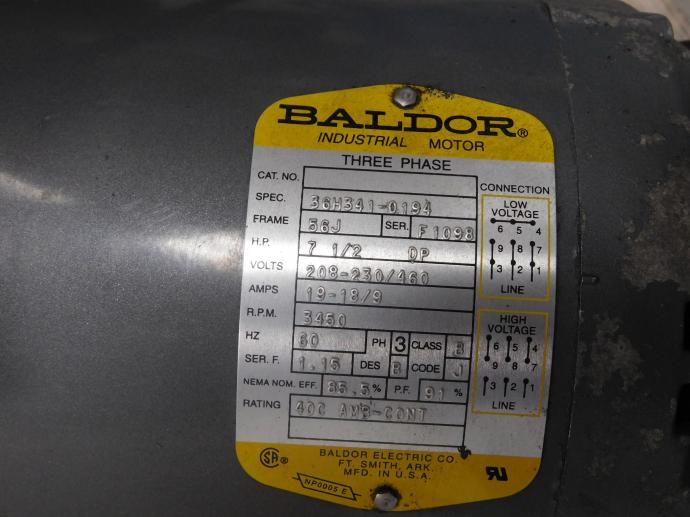 BALDOR®
INDUSTRIAL MOTOR
THREE PHASE
CAT. NO.
SPEC. 36H341-0194
FRAME 56J SER. F1098
H.P. 7 1/2 DP
VOLTS 208-230/460
AMPS 19-18/9
R.P.M. 3450
HZ 60 PH 3 CLASS B
SER. F. 1.15 DES B CODE J
NEMA NOM. EFF. 85.5 % P.F. 91 %
RATING 40C AMB-CONT
CONNECTION
LOW
VOLTAGE
6 5 4
9 8 7
3 2 1
LINE
HIGH
VOLTAGE
6 5 4
9 8 7
3 2 1
LINE
BALDOR ELECTRIC CO.
FT. SMITH, ARK.
MFD. IN U.S.A.
NP0005 E